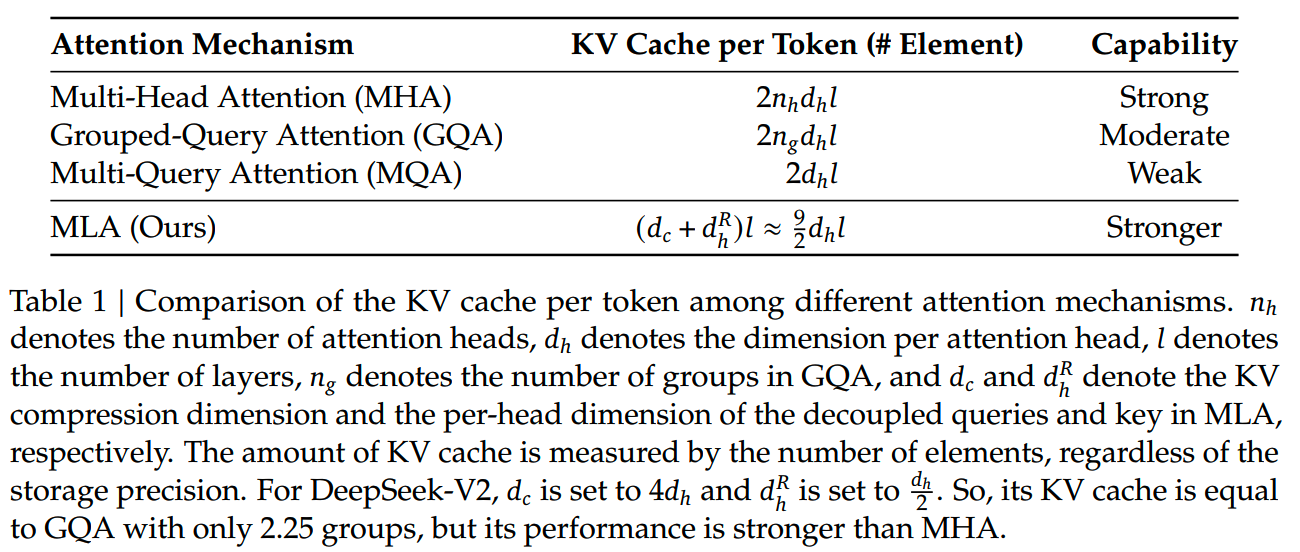 Attention Mechanism KV Cache per Token (# Element) Capability
Multi-Head Attention (MHA) 2n_h d_h l Strong
Grouped-Query Attention (GQA) 2n_g d_h l Moderate
Multi-Query Attention (MQA) 2d_h l Weak
MLA (Ours) (d_c + d_h^R)l ≈ 9/2 d_h l Stronger
Table 1 | Comparison of the KV cache per token among different attention mechanisms. n_h
denotes the number of attention heads, d_h denotes the dimension per attention head, l denotes
the number of layers, n_g denotes the number of groups in GQA, and d_c and d_h^R denote the KV
compression dimension and the per-head dimension of the decoupled queries and key in MLA,
respectively. The amount of KV cache is measured by the number of elements, regardless of the
storage precision. For DeepSeek-V2, d_c is set to 4d_h and d_h^R is set to d_h/2. So, its KV cache is equal
to GQA with only 2.25 groups, but its performance is stronger than MHA.